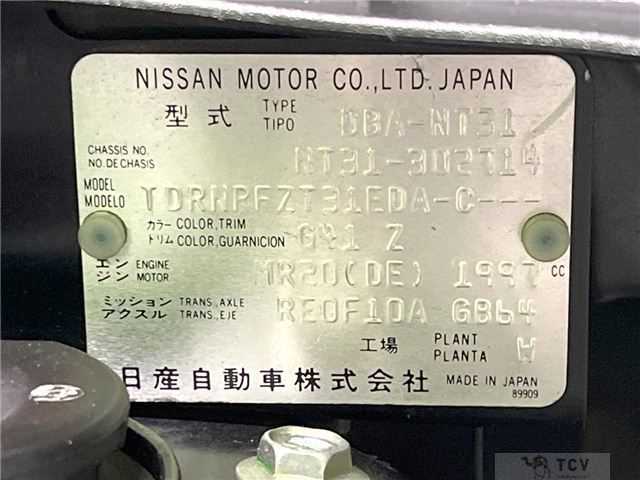 NISSAN MOTOR CO.,LTD. JAPAN
型式 TYPE TIPO DBA-NT31
CHASSIS NO. NO.DE CHASIS NT31-302714
MODEL MODELO TDRNPFZT31EDA-C---
カラー COLOR,TRIM トリム COLOR,GUARNICION G41 Z
エンジン ENGINE MOTOR MR20(DE) 1997 CC
ミッション TRANS.,AXLE アクスル TRANS.,EJE RE0F10A GB64
工場 PLANT PLANTA W
日産自動車株式会社 MADE IN JAPAN
89909
TCV